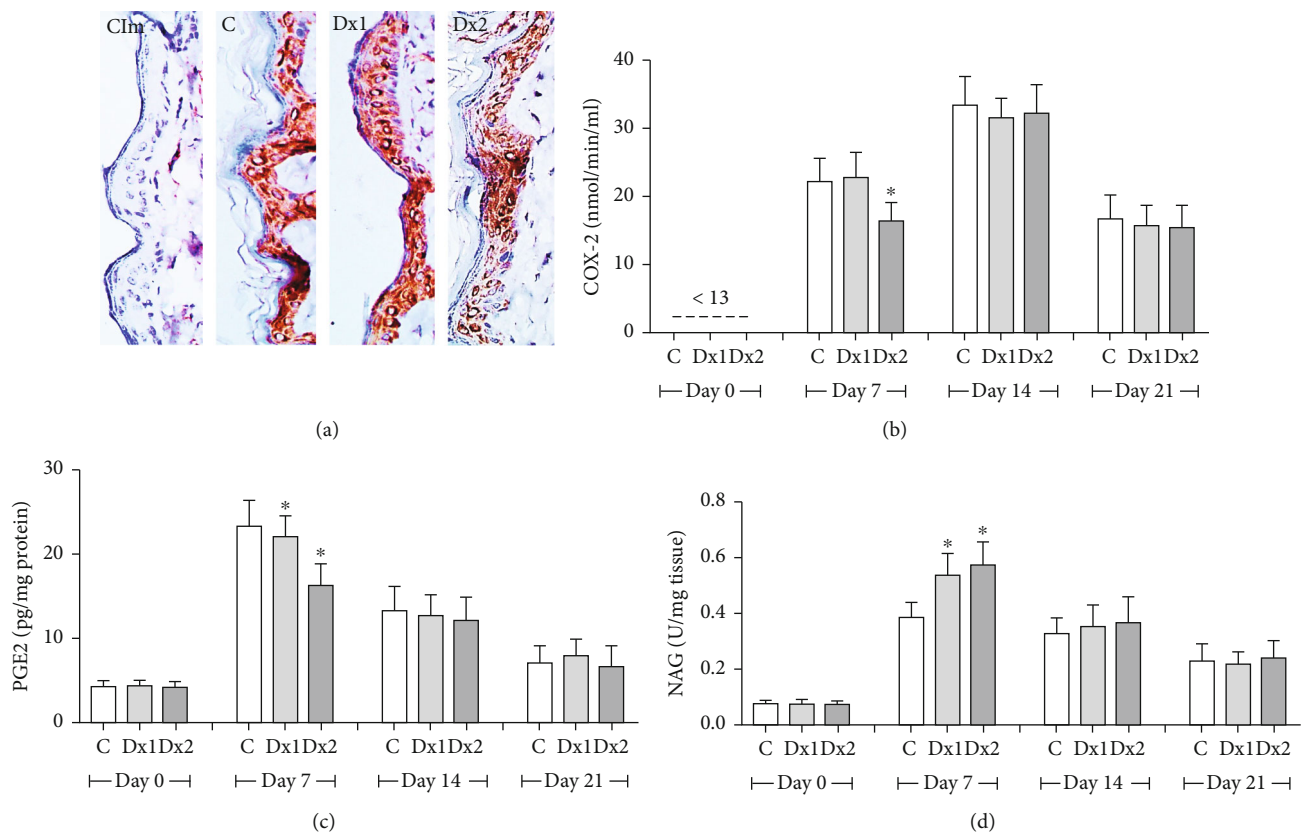 CIm C Dx1 Dx2
(a)
COX-2 (nmol/min/ml)
40
30
20
10
0
< 13
*
C Dx1Dx2 C Dx1Dx2 C Dx1Dx2 C Dx1Dx2
Day 0 Day 7 Day 14 Day 21
(b)
PGE2 (pg/mg protein)
30
20
10
0
* *
C Dx1Dx2 C Dx1Dx2 C Dx1Dx2 C Dx1Dx2
Day 0 Day 7 Day 14 Day 21
(c)
NAG (U/mg tissue)
0.8
0.6
0.4
0.2
0.0
* *
C Dx1Dx2 C Dx1Dx2 C Dx1Dx2 C Dx1Dx2
Day 0 Day 7 Day 14 Day 21
(d)